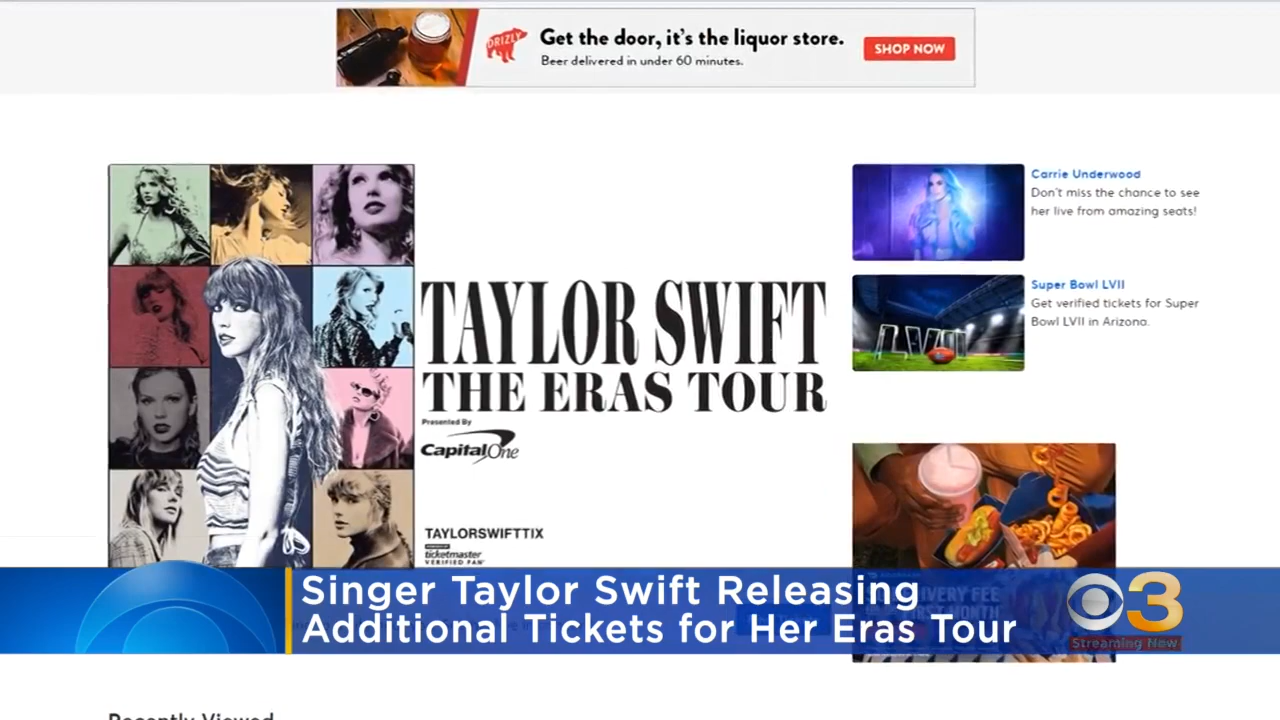 DRIZLY
Get the door, it's the liquor store.
Beer delivered in under 60 minutes.
SHOP NOW
TAYLOR SWIFT
THE ERAS TOUR
Presented By
Capital One
TAYLORSWIFTTIX
ticketmaster
VERIFIED FAN
Carrie Underwood
Don't miss the chance to see
her live from amazing seats!
Super Bowl LVII
Get verified tickets for Super
Bowl LVII in Arizona.
Singer Taylor Swift Releasing
Additional Tickets for Her Eras Tour
3
Streaming Now
Recently Viewed